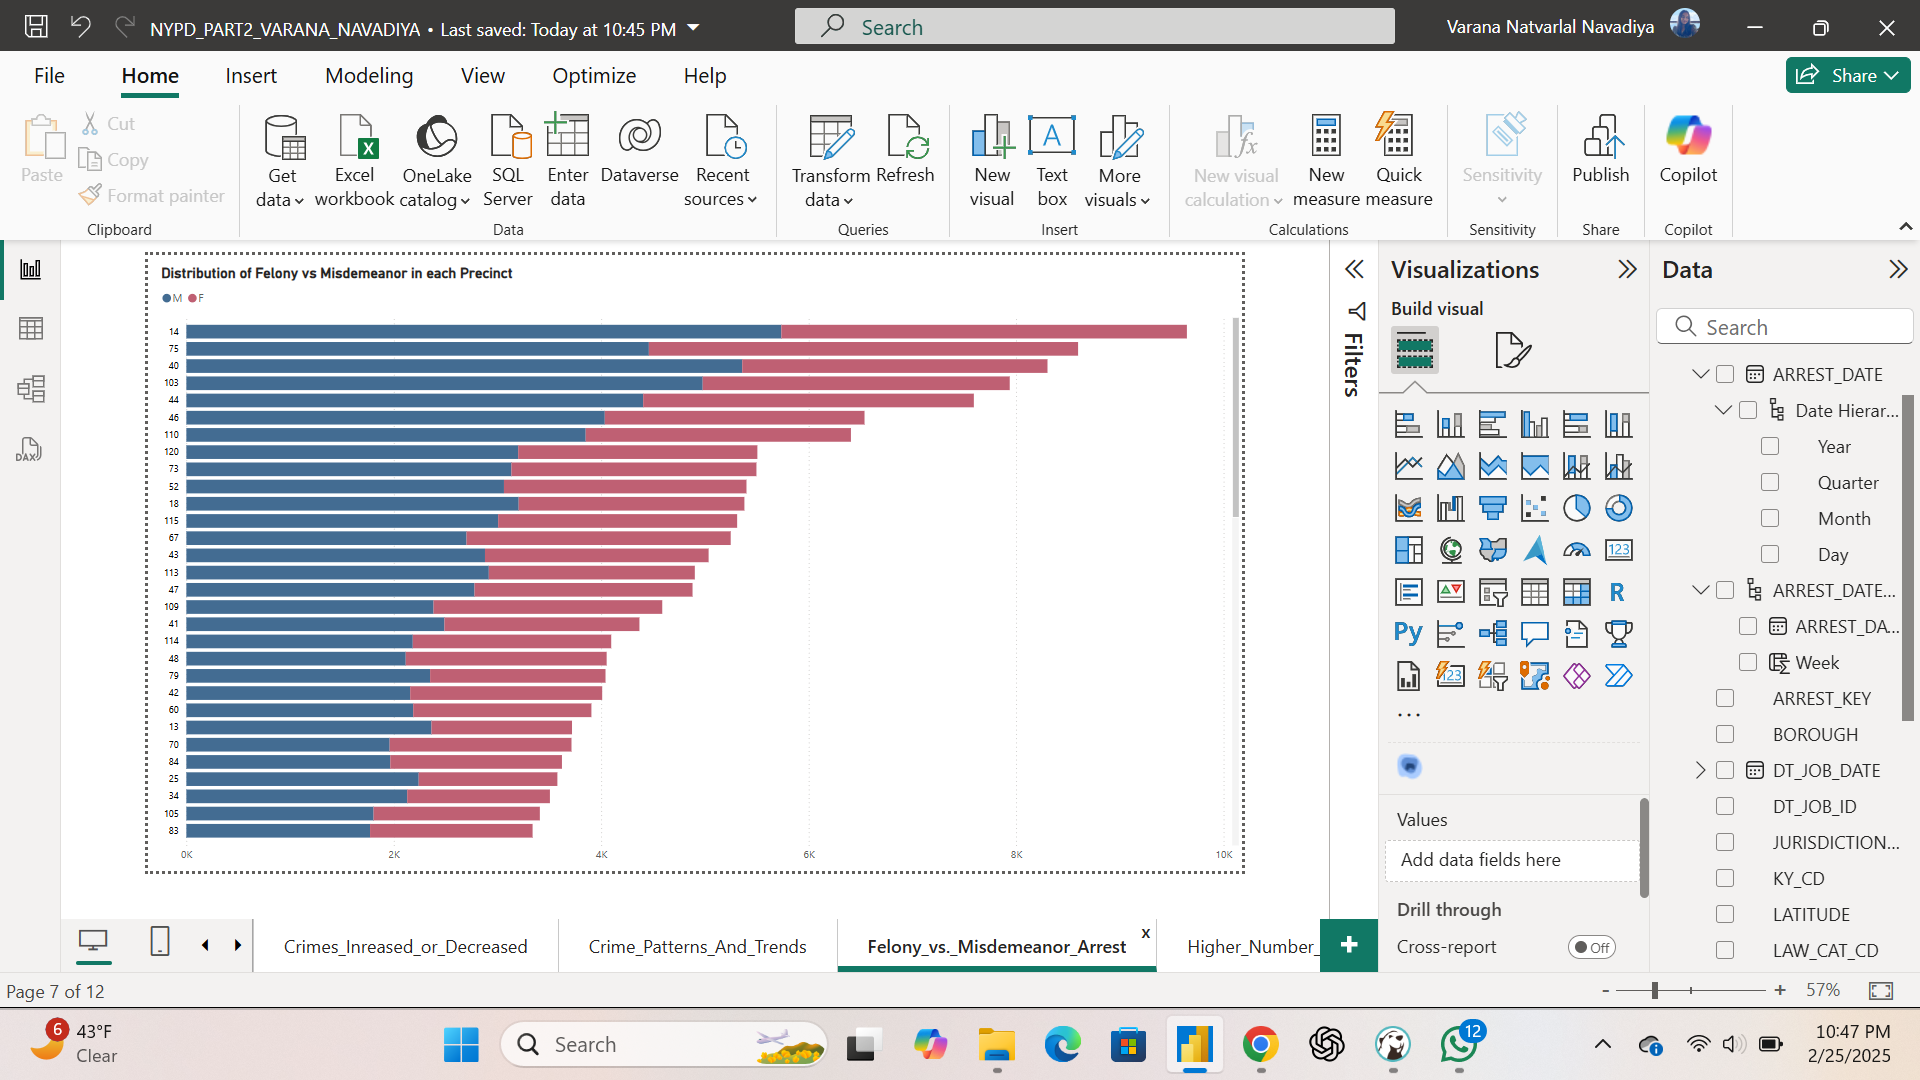 NYPD_PART2_VARANA_NAVADIYA • Last saved: Today at 10:45 PM
Search
Varana Natvarlal Navadiya
File Home Insert Modeling View Optimize Help
Share
Paste
Cut
Copy
Format painter
Clipboard
Get data
Excel workbook
OneLake catalog
SQL Server
Enter data
Dataverse
Recent sources
Data
Transform data
Refresh
Queries
New visual
Text box
More visuals
Insert
New visual calculation
New measure
Quick measure
Calculations
Sensitivity
Sensitivity
Publish
Share
Copilot
Copilot
Distribution of Felony vs Misdemeanor in each Precinct
M F
14
75
40
103
44
46
110
120
73
52
18
115
67
43
113
47
109
41
114
48
79
42
60
13
70
84
25
34
105
83
0K 2K 4K 6K 8K 10K
DAX
Filters
Visualizations
Build visual
123
R
Py
123
...
Values
Add data fields here
Drill through
Cross-report Off
Data
Search
ARREST_DATE
Date Hierar...
Year
Quarter
Month
Day
ARREST_DATE...
ARREST_DA...
Week
ARREST_KEY
BOROUGH
DT_JOB_DATE
DT_JOB_ID
JURISDICTION...
KY_CD
LATITUDE
LAW_CAT_CD
Crimes_Inreased_or_Decreased Crime_Patterns_And_Trends Felony_vs._Misdemeanor_Arrest x Higher_Number_
Page 7 of 12
- + 57%
6
43°F
Clear
Search
12
10:47 PM
2/25/2025